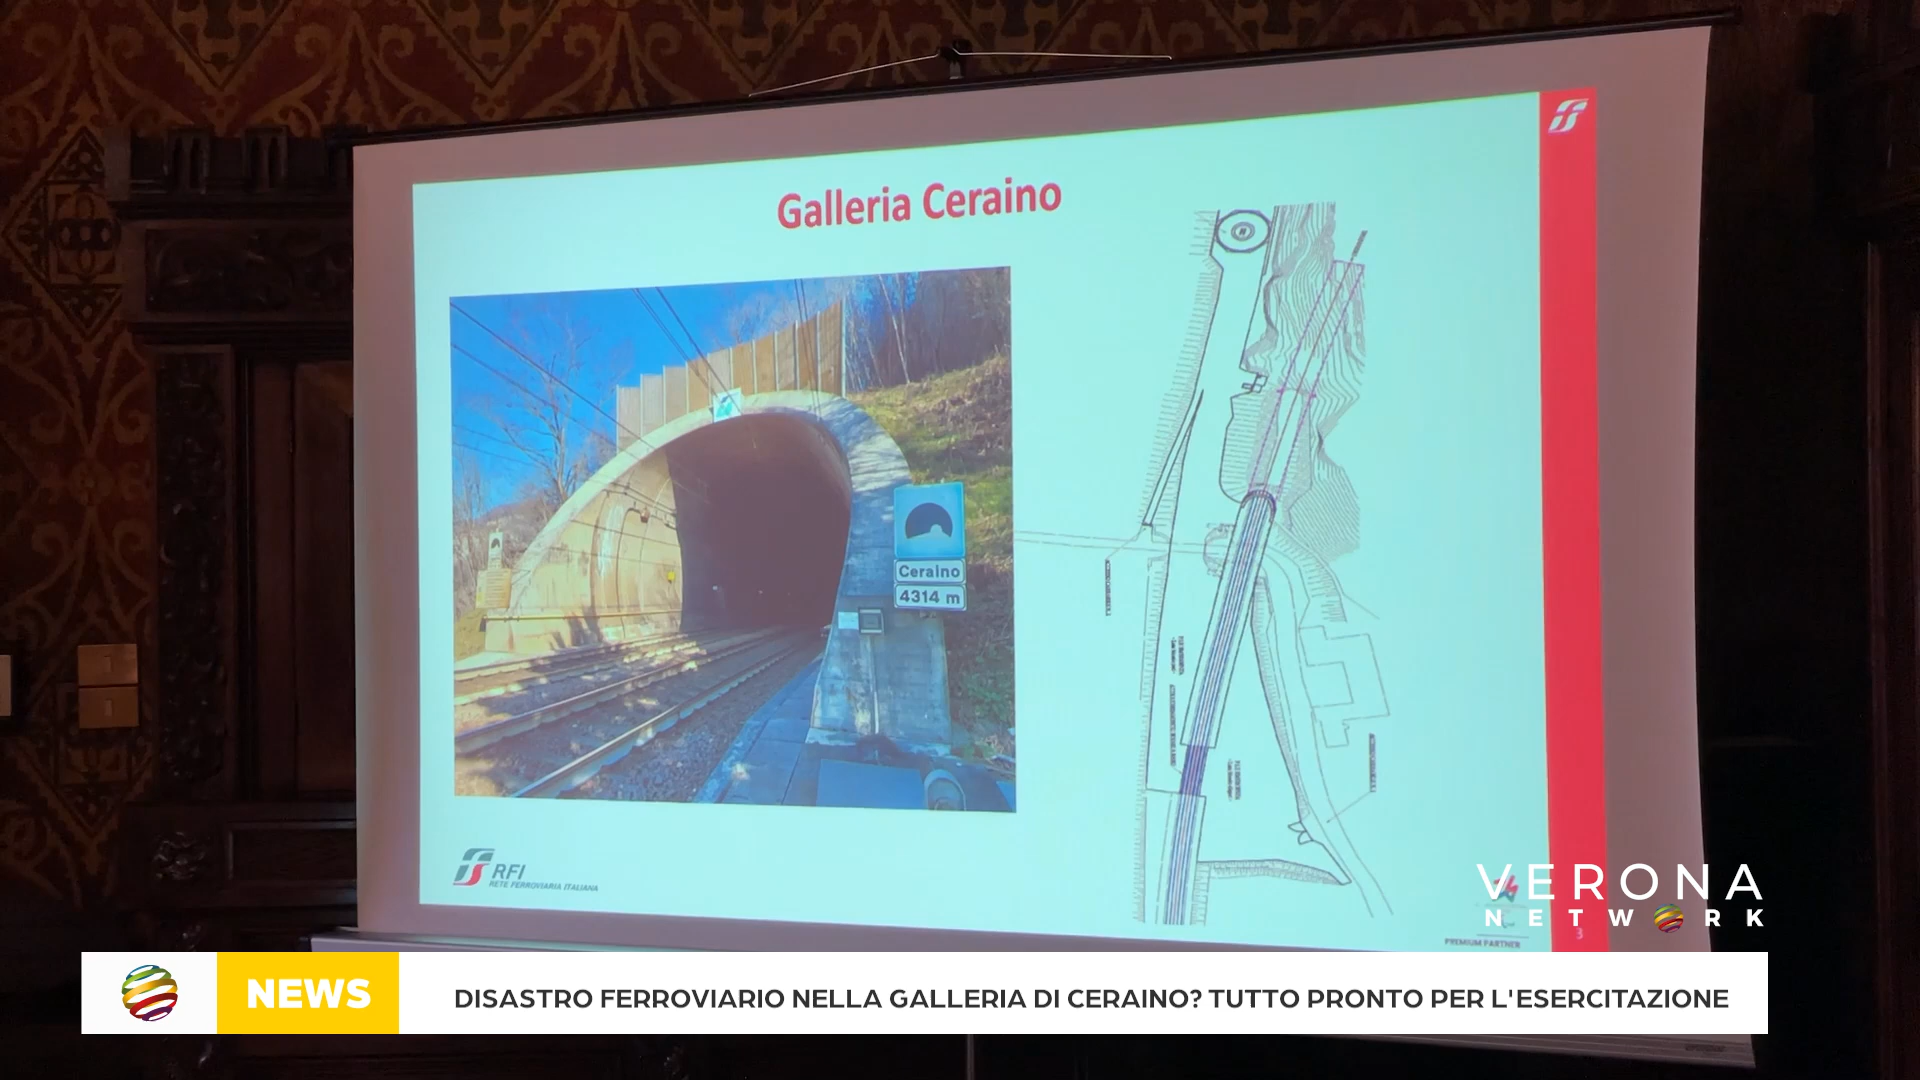 Galleria Ceraino
Ceraino
4314 m
RFI
RETE FERROVIARIA ITALIANA
VERONA
NETWORK
PREMIUM PARTNER
3
NEWS
DISASTRO FERROVIARIO NELLA GALLERIA DI CERAINO? TUTTO PRONTO PER L'ESERCITAZIONE